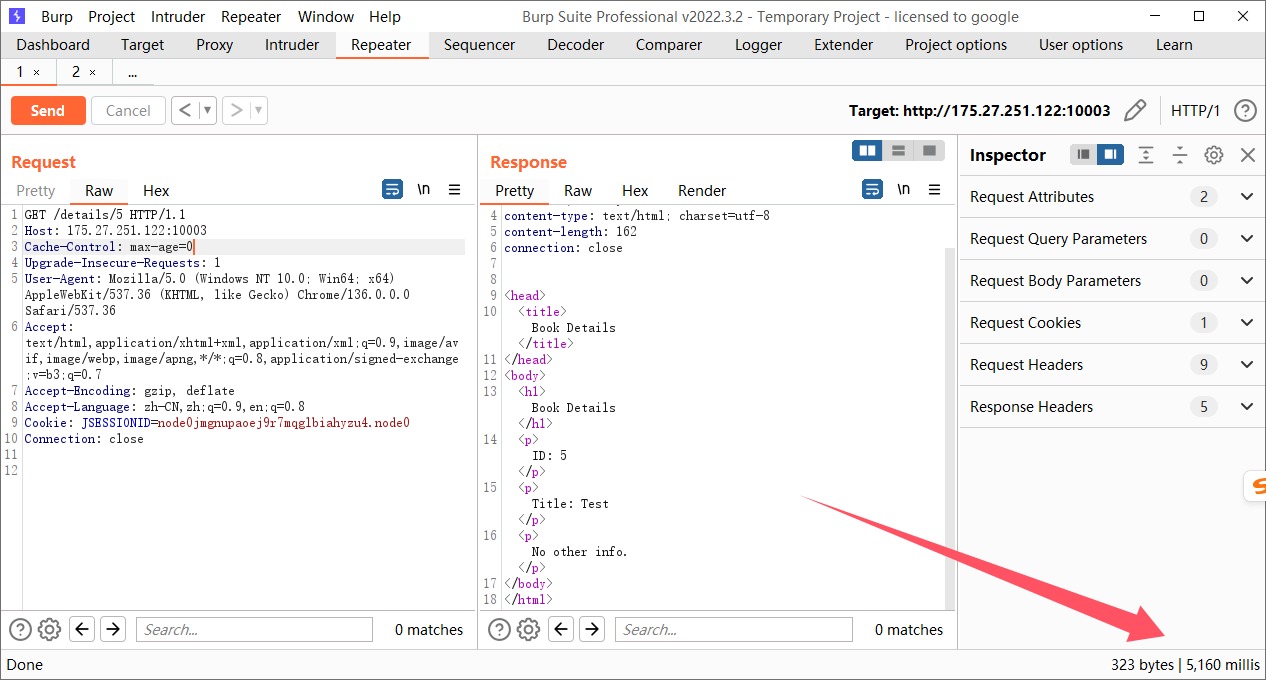 Burp Project Intruder Repeater Window Help Burp Suite Professional v2022.3.2 - Temporary Project - licensed to google
Dashboard Target Proxy Intruder Repeater Sequencer Decoder Comparer Logger Extender Project options User options Learn
1 × 2 × ...
Send Cancel < > Target: http://175.27.251.122:10003 HTTP/1
Request
Pretty Raw Hex \n
1 GET /details/5 HTTP/1.1
2 Host: 175.27.251.122:10003
3 Cache-Control: max-age=0
4 Upgrade-Insecure-Requests: 1
5 User-Agent: Mozilla/5.0 (Windows NT 10.0; Win64; x64)
AppleWebKit/537.36 (KHTML, like Gecko) Chrome/136.0.0.0
Safari/537.36
6 Accept:
text/html,application/xhtml+xml,application/xml;q=0.9,image/av
if,image/webp,image/apng,*/*;q=0.8,application/signed-exchange
;v=b3;q=0.7
7 Accept-Encoding: gzip, deflate
8 Accept-Language: zh-CN,zh;q=0.9,en;q=0.8
9 Cookie: JSESSIONID=node0jmgnupaoej9r7mqglbiahyzu4.node0
10 Connection: close
11
12
Search... 0 matches
Response
Pretty Raw Hex Render \n
4 content-type: text/html; charset=utf-8
5 content-length: 162
6 connection: close
7
8
9 <head>
10 <title>
Book Details
</title>
11 </head>
12 <body>
13 <h1>
Book Details
</h1>
14 <p>
ID: 5
</p>
15 <p>
Title: Test
</p>
16 <p>
No other info.
</p>
17 </body>
18 </html>
Search... 0 matches
Inspector
Request Attributes 2
Request Query Parameters 0
Request Body Parameters 0
Request Cookies 1
Request Headers 9
Response Headers 5
Done 323 bytes | 5,160 millis